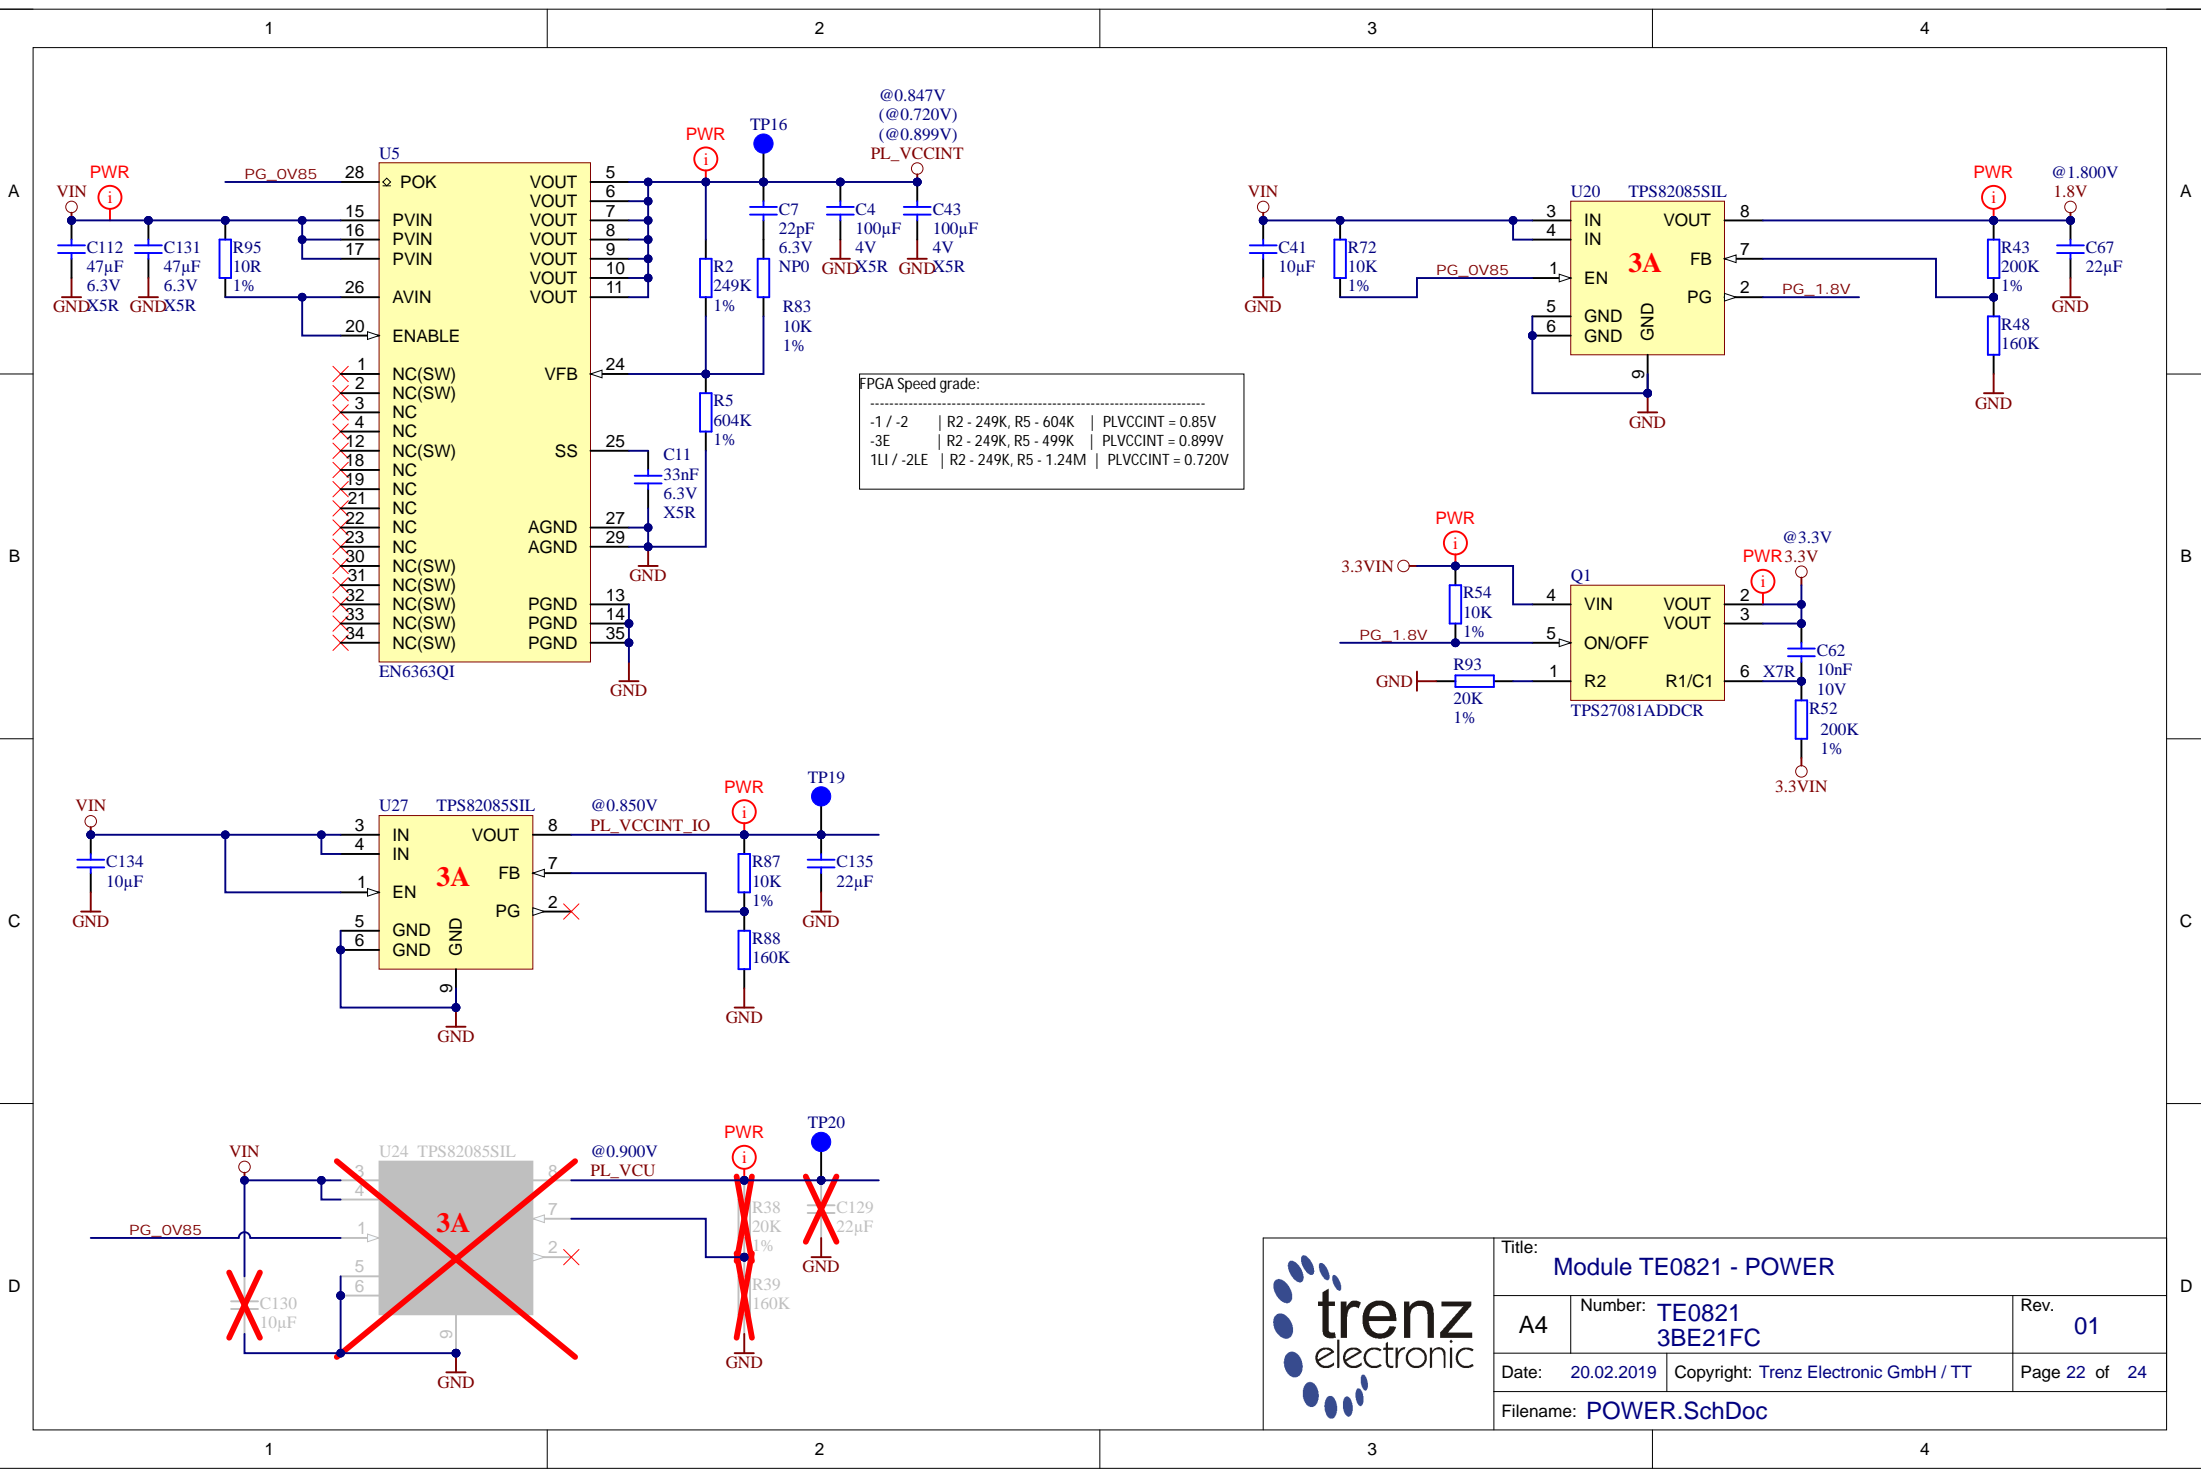 1
2
3
4
A
B
C
D
A
B
C
D
1
2
3
4
VIN
PWR
C112
47µF
6.3V
X5R
GND
C131
47µF
6.3V
X5R
GND
R95
10R
1%
PG_0V85
U5
28 POK
15 PVIN
16 PVIN
17 PVIN
26 AVIN
20 ENABLE
1 NC(SW)
2 NC(SW)
3 NC
4 NC
12 NC(SW)
18 NC
19 NC
21 NC
22 NC
23 NC
30 NC(SW)
31 NC(SW)
32 NC(SW)
33 NC(SW)
34 NC(SW)
VOUT 5
VOUT 6
VOUT 7
VOUT 8
VOUT 9
VOUT 10
VOUT 11
VFB 24
SS 25
AGND 27
AGND 29
PGND 13
PGND 14
PGND 35
EN6363QI
GND
PWR
TP16
@0.847V
(@0.720V)
(@0.899V)
PL_VCCINT
R2
249K
1%
C7
22pF
6.3V
NP0
R83
10K
1%
C4
100µF
4V
X5R
GND
C43
100µF
4V
X5R
GND
R5
604K
1%
C11
33nF
6.3V
X5R
GND
FPGA Speed grade:
----------------------------------------------------------------------
-1 / -2 | R2 - 249K, R5 - 604K | PLVCCINT = 0.85V
-3E | R2 - 249K, R5 - 499K | PLVCCINT = 0.899V
1LI / -2LE | R2 - 249K, R5 - 1.24M | PLVCCINT = 0.720V
VIN
C41
10µF
GND
R72
10K
1%
PG_0V85
U20 TPS82085SIL
3 IN
4 IN
1 EN
5 GND
6 GND
GND
9
3A
VOUT 8
FB 7
PG 2
GND
PG_1.8V
PWR
@1.800V
1.8V
R43
200K
1%
R48
160K
GND
C67
22µF
GND
PWR
3.3VIN
R54
10K
1%
PG_1.8V
GND
R93
20K
1%
Q1
4 VIN
5 ON/OFF
1 R2
VOUT 2
VOUT 3
R1/C1 6
TPS27081ADDCR
@3.3V
PWR
3.3V
C62
10nF
10V
X7R
R52
200K
1%
3.3VIN
VIN
C134
10µF
GND
U27 TPS82085SIL
3 IN
4 IN
1 EN
5 GND
6 GND
GND
9
3A
VOUT 8
FB 7
PG 2
GND
@0.850V
PL_VCCINT_IO
PWR
TP19
R87
10K
1%
R88
160K
GND
C135
22µF
GND
VIN
PG_0V85
C130
10µF
U24 TPS82085SIL
3
4
1
5
6
9
3A
8
7
2
GND
@0.900V
PL_VCU
PWR
TP20
R38
20K
1%
R39
160K
GND
C129
22µF
GND
trenz
electronic
Title:
Module TE0821 - POWER
A4
Number: TE0821
3BE21FC
Rev.
01
Date: 20.02.2019
Copyright: Trenz Electronic GmbH / TT
Page 22 of 24
Filename: POWER.SchDoc